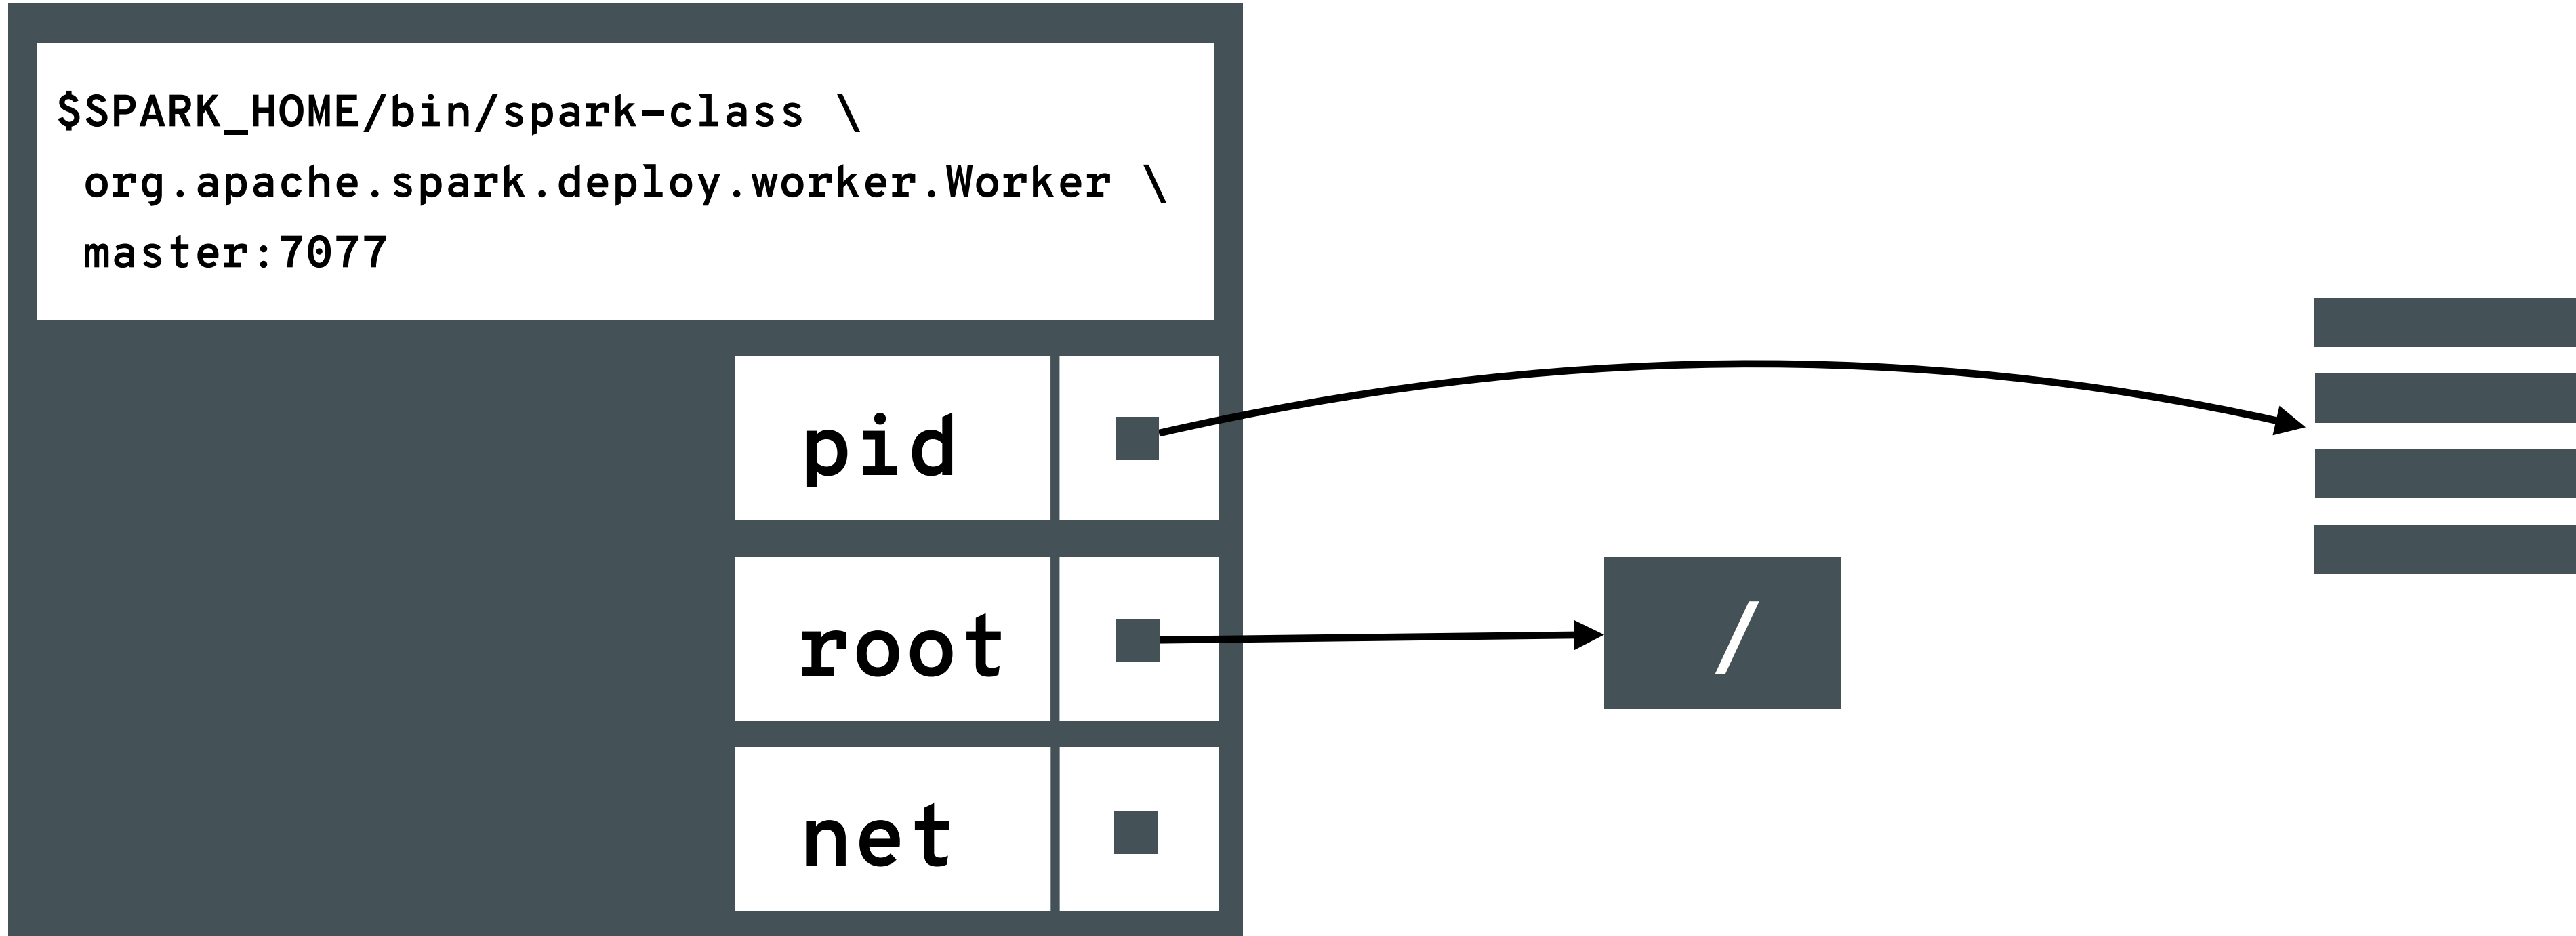 $SPARK_HOME/bin/spark-class \
org.apache.spark.deploy.worker.Worker \
master:7077
pid
root
/
net